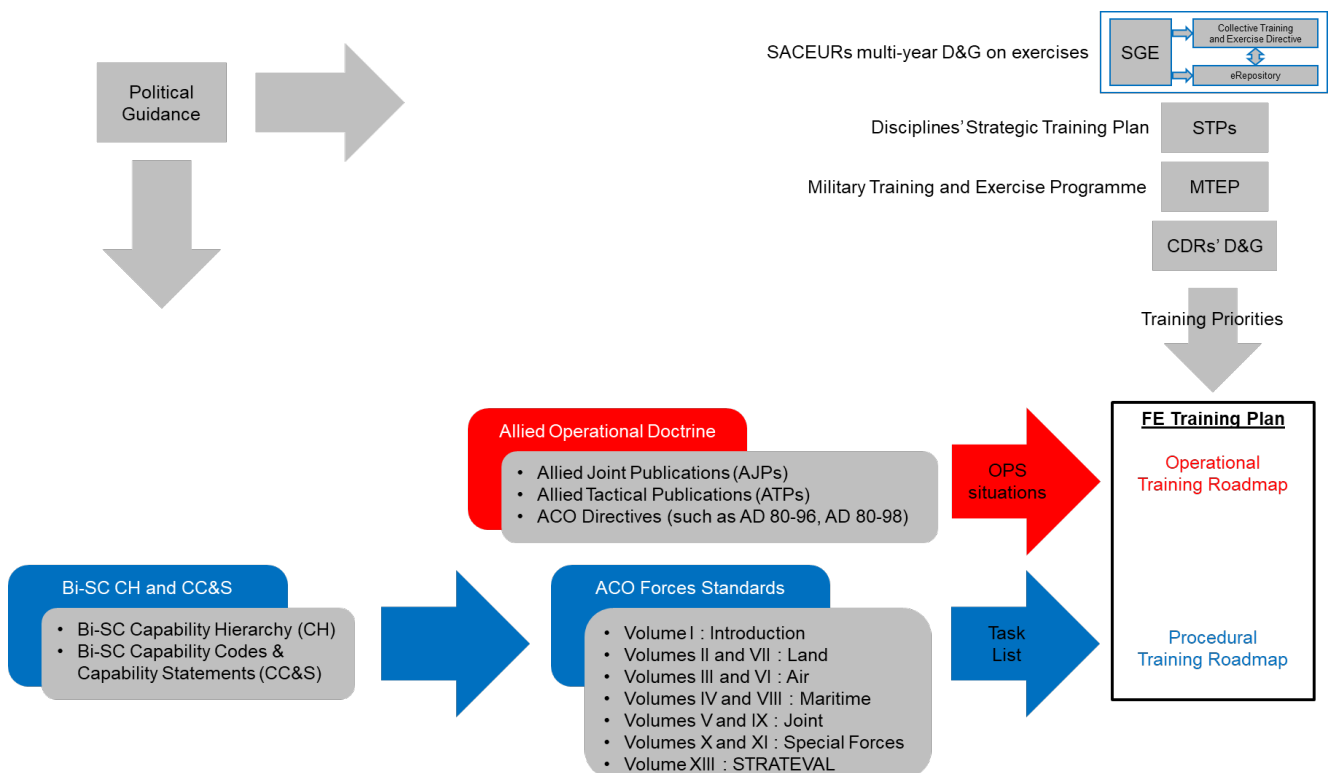 Political
Guidance
SACEURs multi-year D&G on exercises
SGE
Collective Training
and Exercise Directive
eRepository
Disciplines' Strategic Training Plan
STPs
Military Training and Exercise Programme
MTEP
CDRs' D&G
Training Priorities
Allied Operational Doctrine
• Allied Joint Publications (AJPs)
• Allied Tactical Publications (ATPs)
• ACO Directives (such as AD 80-96, AD 80-98)
OPS
situations
FE Training Plan
Operational
Training Roadmap
Bi-SC CH and CC&S
• Bi-SC Capability Hierarchy (CH)
• Bi-SC Capability Codes &
Capability Statements (CC&S)
ACO Forces Standards
• Volume I : Introduction
• Volumes II and VII : Land
• Volumes III and VI : Air
• Volumes IV and VIII : Maritime
• Volumes V and IX : Joint
• Volumes X and XI : Special Forces
• Volume XIII : STRATEVAL
Task
List
Procedural
Training Roadmap